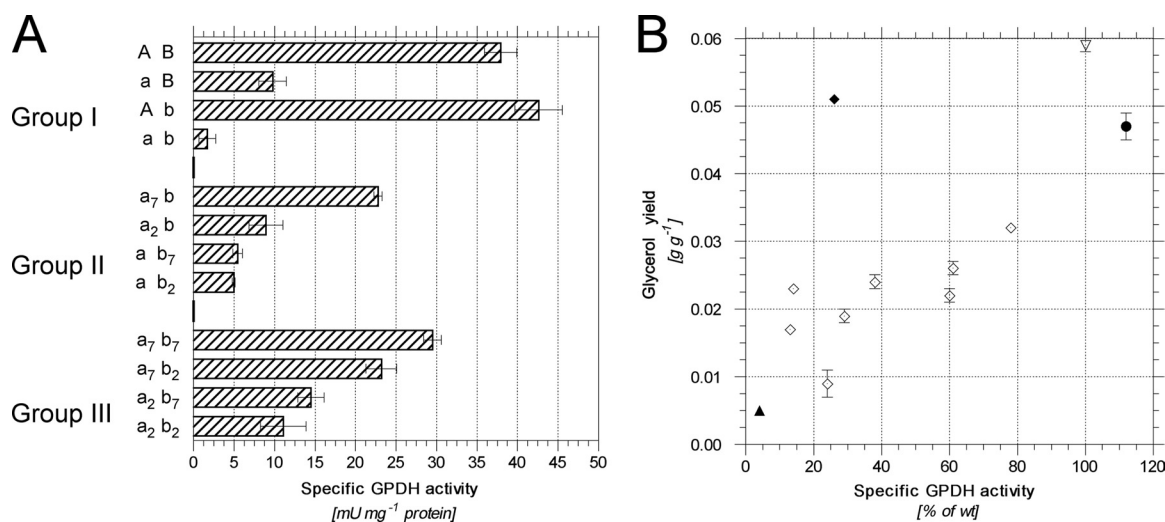 A
Group I
A B
a B
A b
a b
Group II
a₇ b
a₂ b
a b₇
a b₂
Group III
a₇ b₇
a₇ b₂
a₂ b₇
a₂ b₂
0 5 10 15 20 25 30 35 40 45 50
Specific GPDH activity
[mU mg⁻¹ protein]
B
Glycerol yield
[g g⁻¹]
0.06
0.05
0.04
0.03
0.02
0.01
0.00
0 20 40 60 80 100 120
Specific GPDH activity
[% of wt]